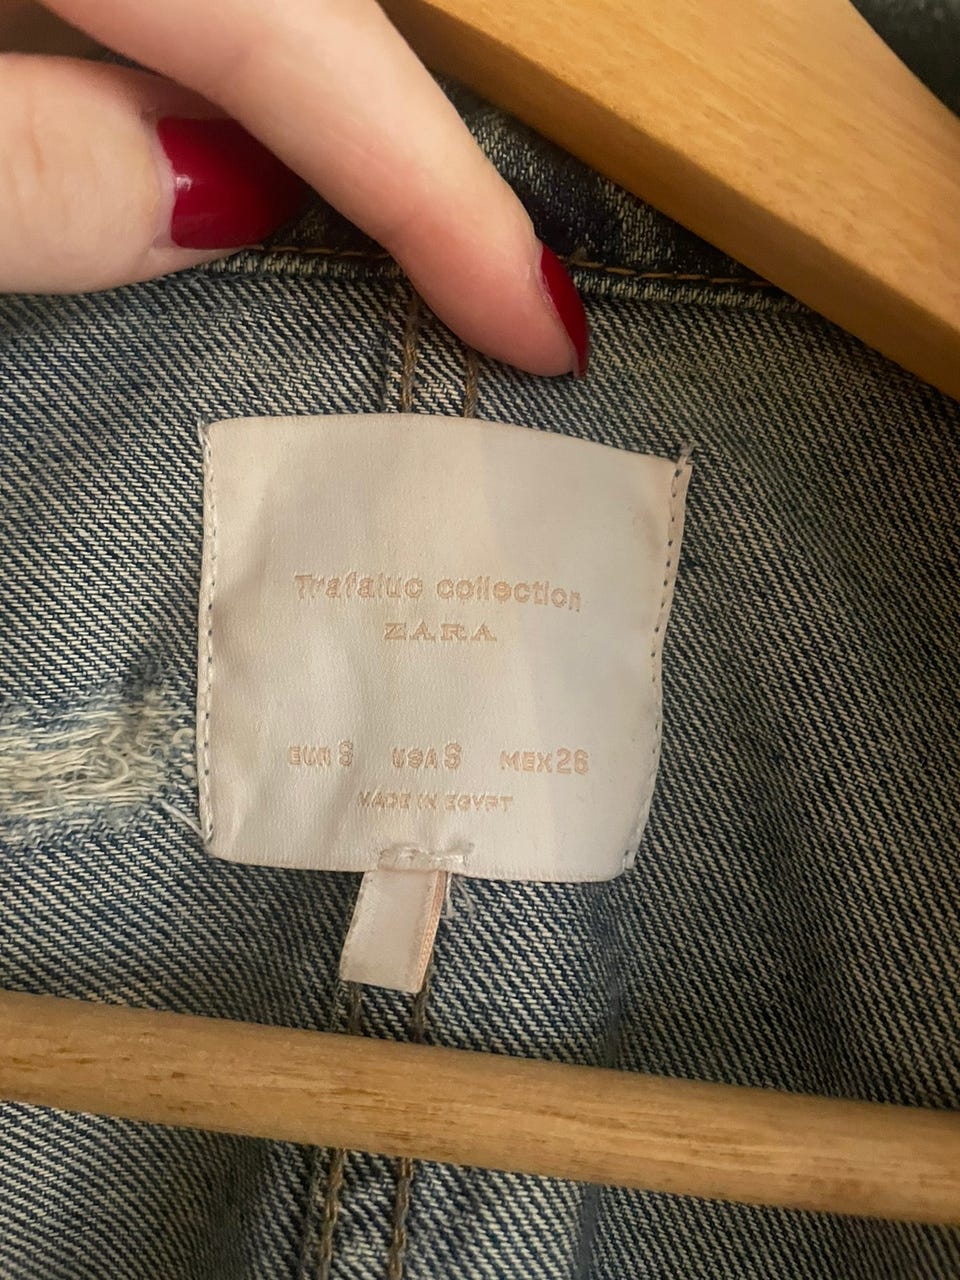 Trafaluc collection
ZARA
EUR S USA S MEX 26
MADE IN EGYPT